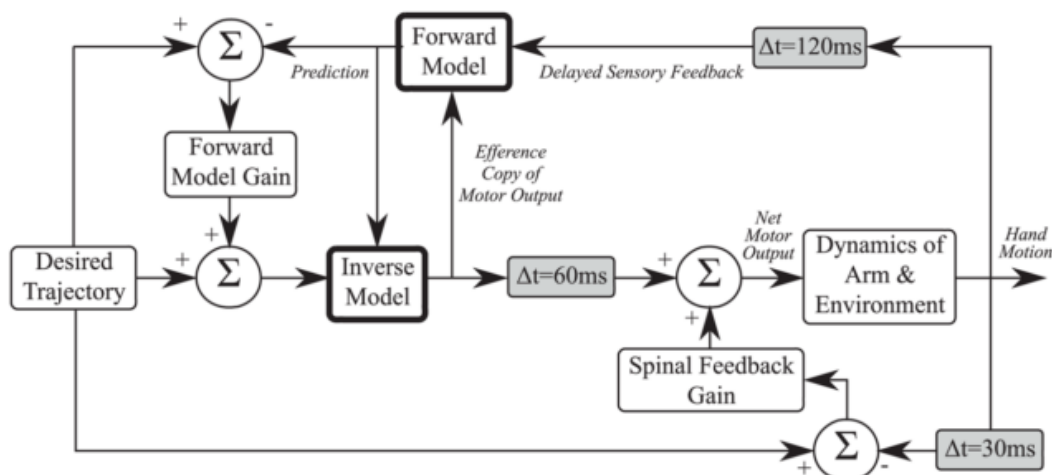 +
-
Σ
Prediction
Forward
Model
Delayed Sensory Feedback
Δt=120ms
Forward
Model Gain
Efference
Copy of
Motor Output
Desired
Trajectory
+
+
Σ
Inverse
Model
Δt=60ms
+
+
Σ
Net
Motor
Output
Dynamics of
Arm &
Environment
Hand
Motion
Spinal Feedback
Gain
+
-
Σ
Δt=30ms